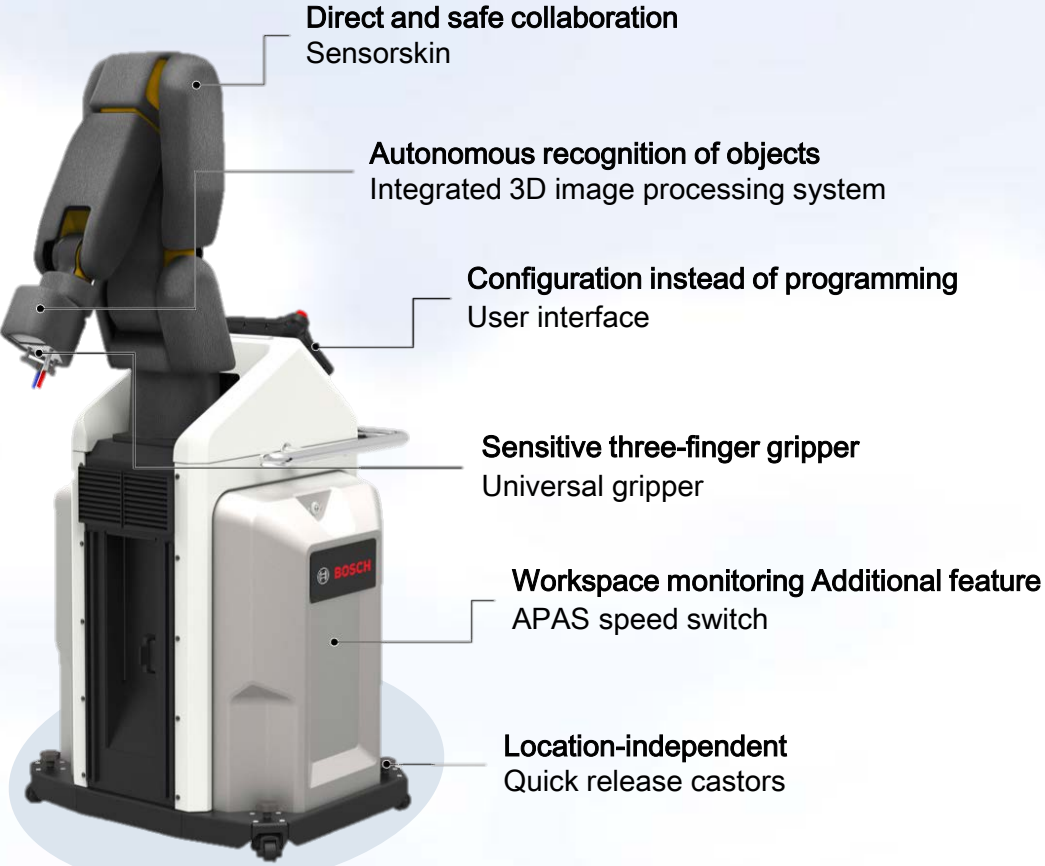 Direct and safe collaboration
Sensorskin
Autonomous recognition of objects
Integrated 3D image processing system
Configuration instead of programming
User interface
Sensitive three-finger gripper
Universal gripper
BOSCH
Workspace monitoring Additional feature
APAS speed switch
Location-independent
Quick release castors